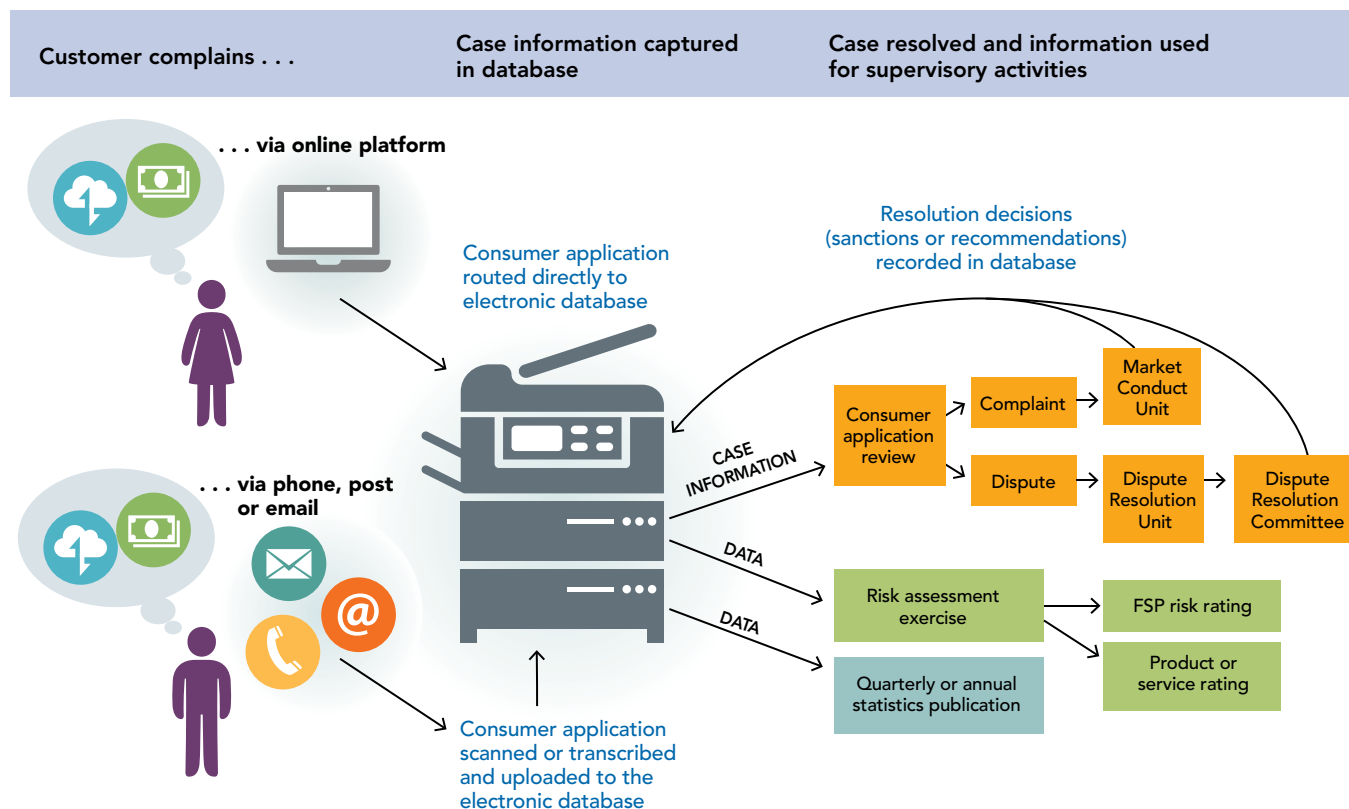 Customer complains . . .
Case information captured
in database
Case resolved and information used
for supervisory activities
. . . via online platform
Consumer application
routed directly to
electronic database
Resolution decisions
(sanctions or recommendations)
recorded in database
. . . via phone, post
or email
@
Consumer application
scanned or transcribed
and uploaded to the
electronic database
CASE
INFORMATION
DATA
DATA
Consumer
application
review
Complaint
Market
Conduct
Unit
Dispute
Dispute
Resolution
Unit
Dispute
Resolution
Committee
Risk assessment
exercise
FSP risk rating
Product or
service rating
Quarterly or annual
statistics publication